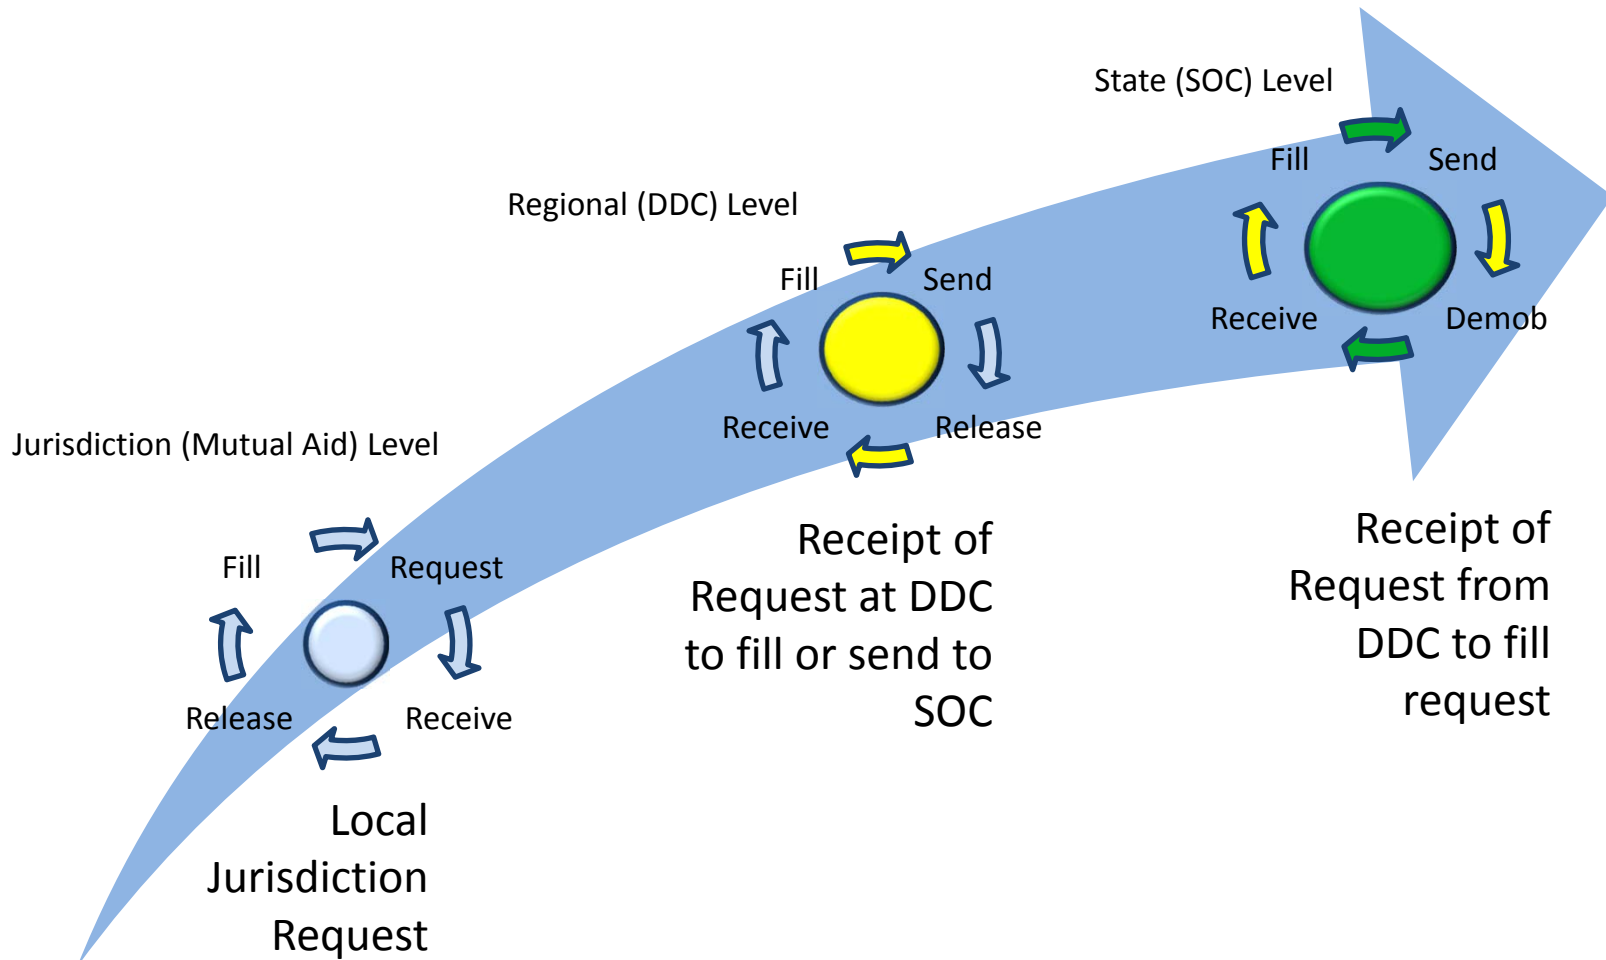 State (SOC) Level
Fill
Send
Receive
Demob
Regional (DDC) Level
Fill
Send
Receive
Release
Jurisdiction (Mutual Aid) Level
Fill
Request
Release
Receive
Local
Jurisdiction
Request
Receipt of
Request at DDC
to fill or send to
SOC
Receipt of
Request from
DDC to fill
request